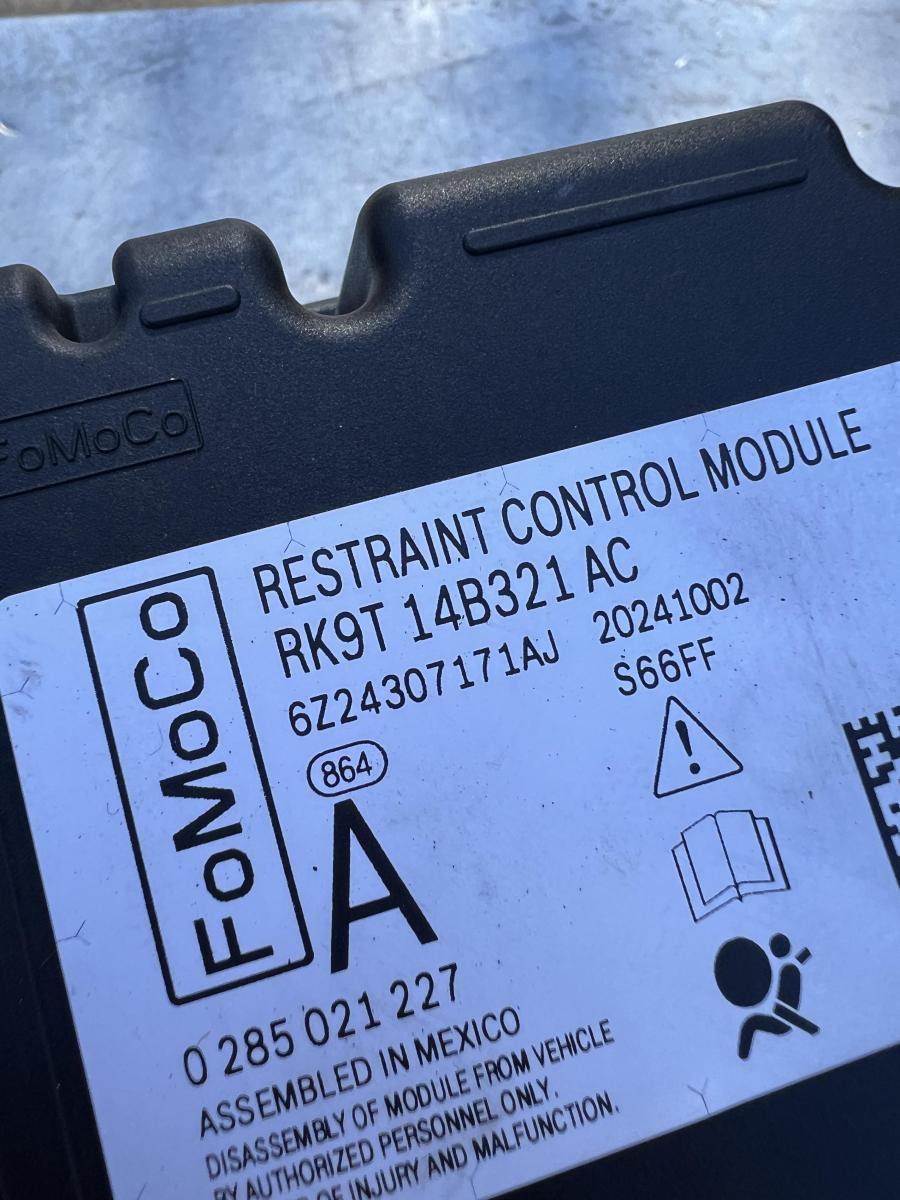 FoMoCo
RESTRAINT CONTROL MODULE
RK9T 14B321 AC
6Z24307171AJ 20241002
S66FF
864
A
FoMoCo
0 285 021 227
ASSEMBLED IN MEXICO
DISASSEMBLY OF MODULE FROM VEHICLE
BY AUTHORIZED PERSONNEL ONLY.
OF INJURY AND MALFUNCTION.